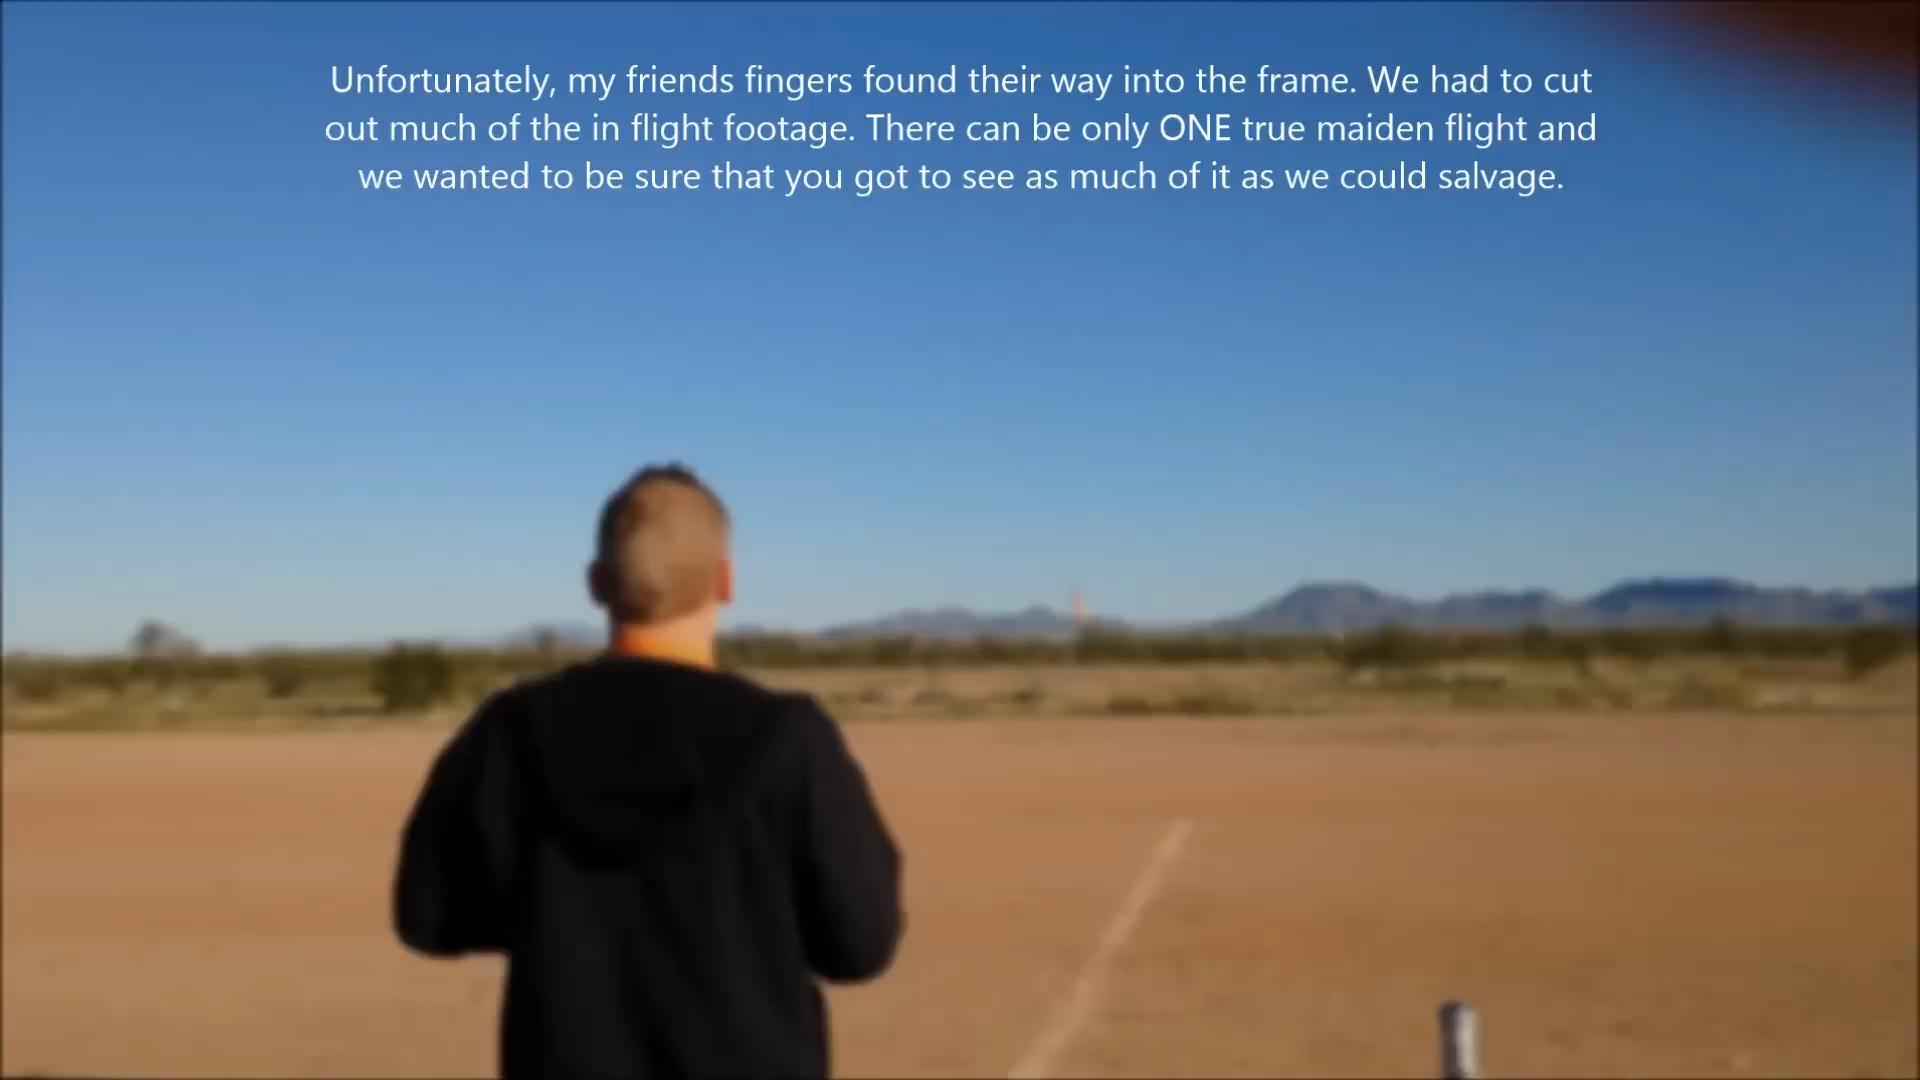 Unfortunately, my friends fingers found their way into the frame. We had to cut
out much of the in flight footage. There can be only ONE true maiden flight and
we wanted to be sure that you got to see as much of it as we could salvage.